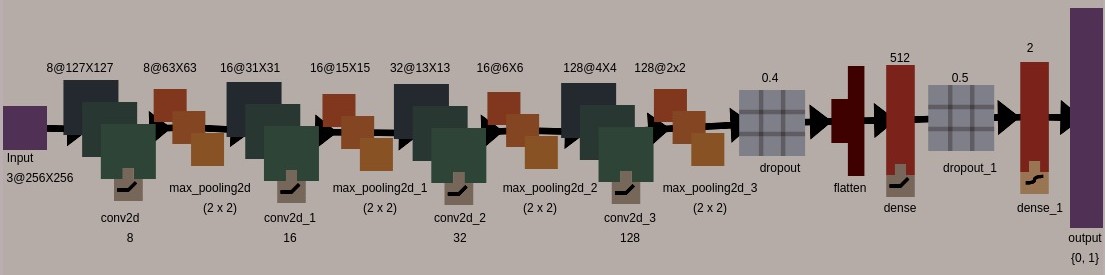 8@127X127
8@63X63
16@31X31
16@15X15
32@13X13
16@6X6
128@4X4
128@2x2
0.4
512
0.5
2
Input
3@256X256
max_pooling2d
(2 x 2)
max_pooling2d_1
(2 x 2)
max_pooling2d_2
(2 x 2)
max_pooling2d_3
(2 x 2)
conv2d
8
conv2d_1
16
conv2d_2
32
conv2d_3
128
dropout
flatten
dense
dropout_1
dense_1
output
{0, 1}